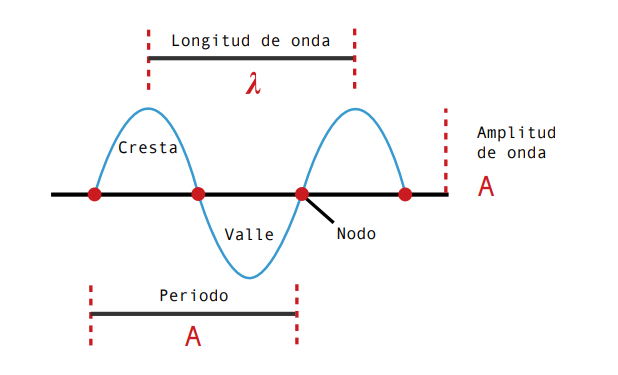 Longitud de onda
λ
Cresta
Amplitud
de onda
A
Valle
Nodo
Periodo
A